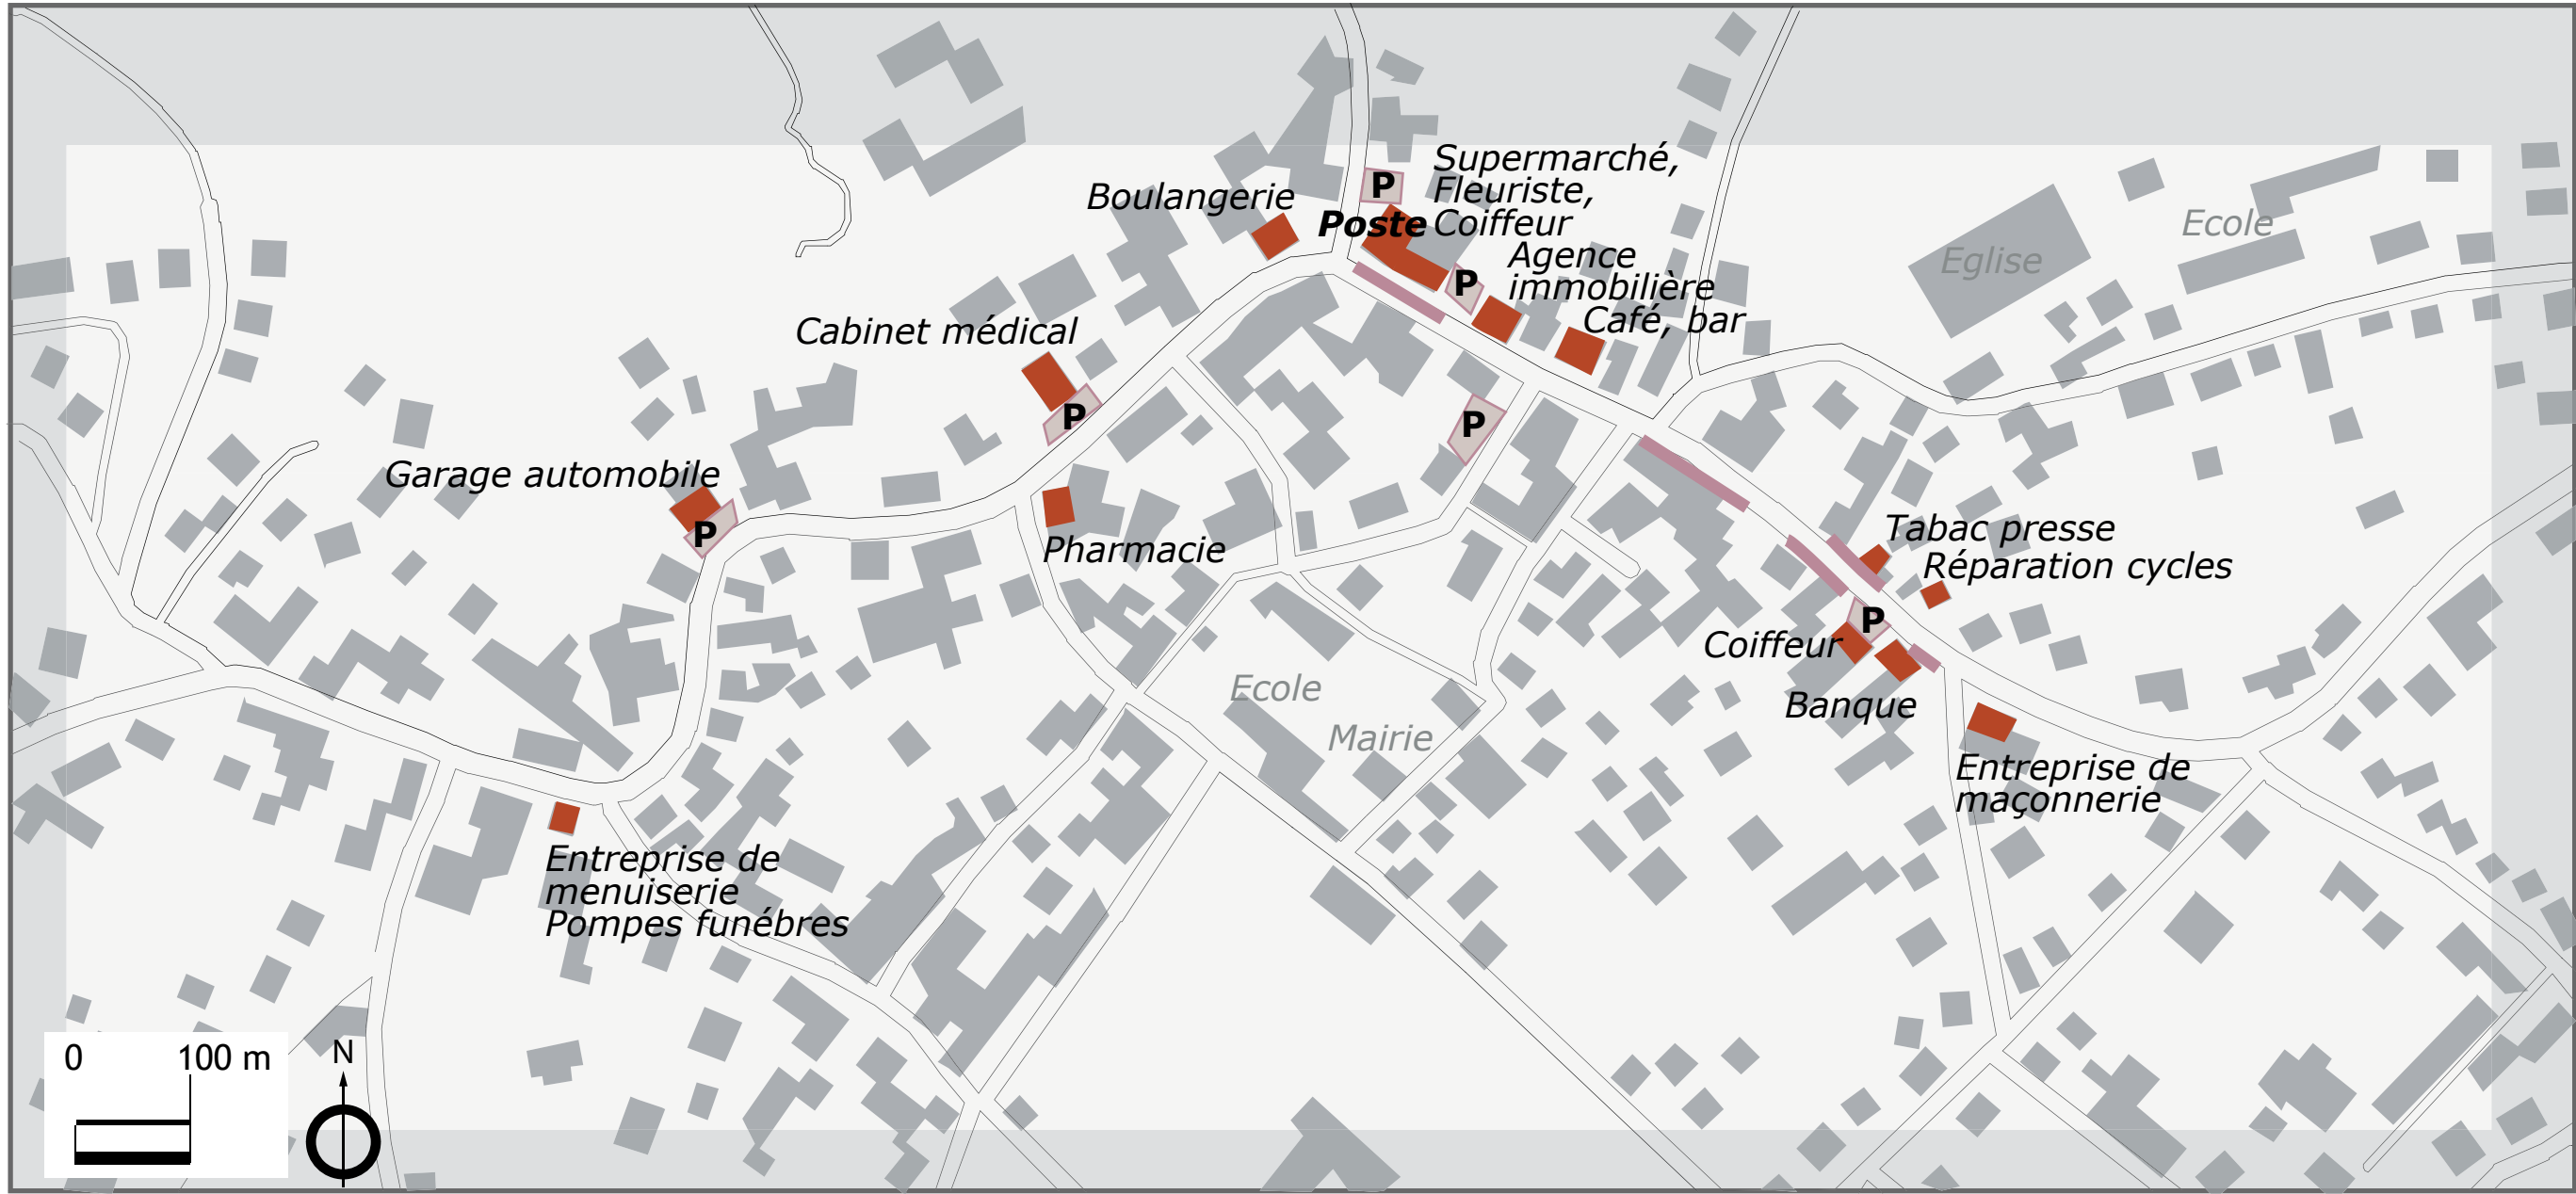 Supermarché,
Fleuriste,
Coiffeur
Poste
P
Boulangerie
Agence
immobilière
P
Café, bar
Eglise
Ecole
Cabinet médical
P
P
Garage automobile
P
Pharmacie
Tabac presse
Réparation cycles
P
Coiffeur
Banque
Ecole
Mairie
Entreprise de
maçonnerie
Entreprise de
menuiserie
Pompes funébres
0 100 m
N